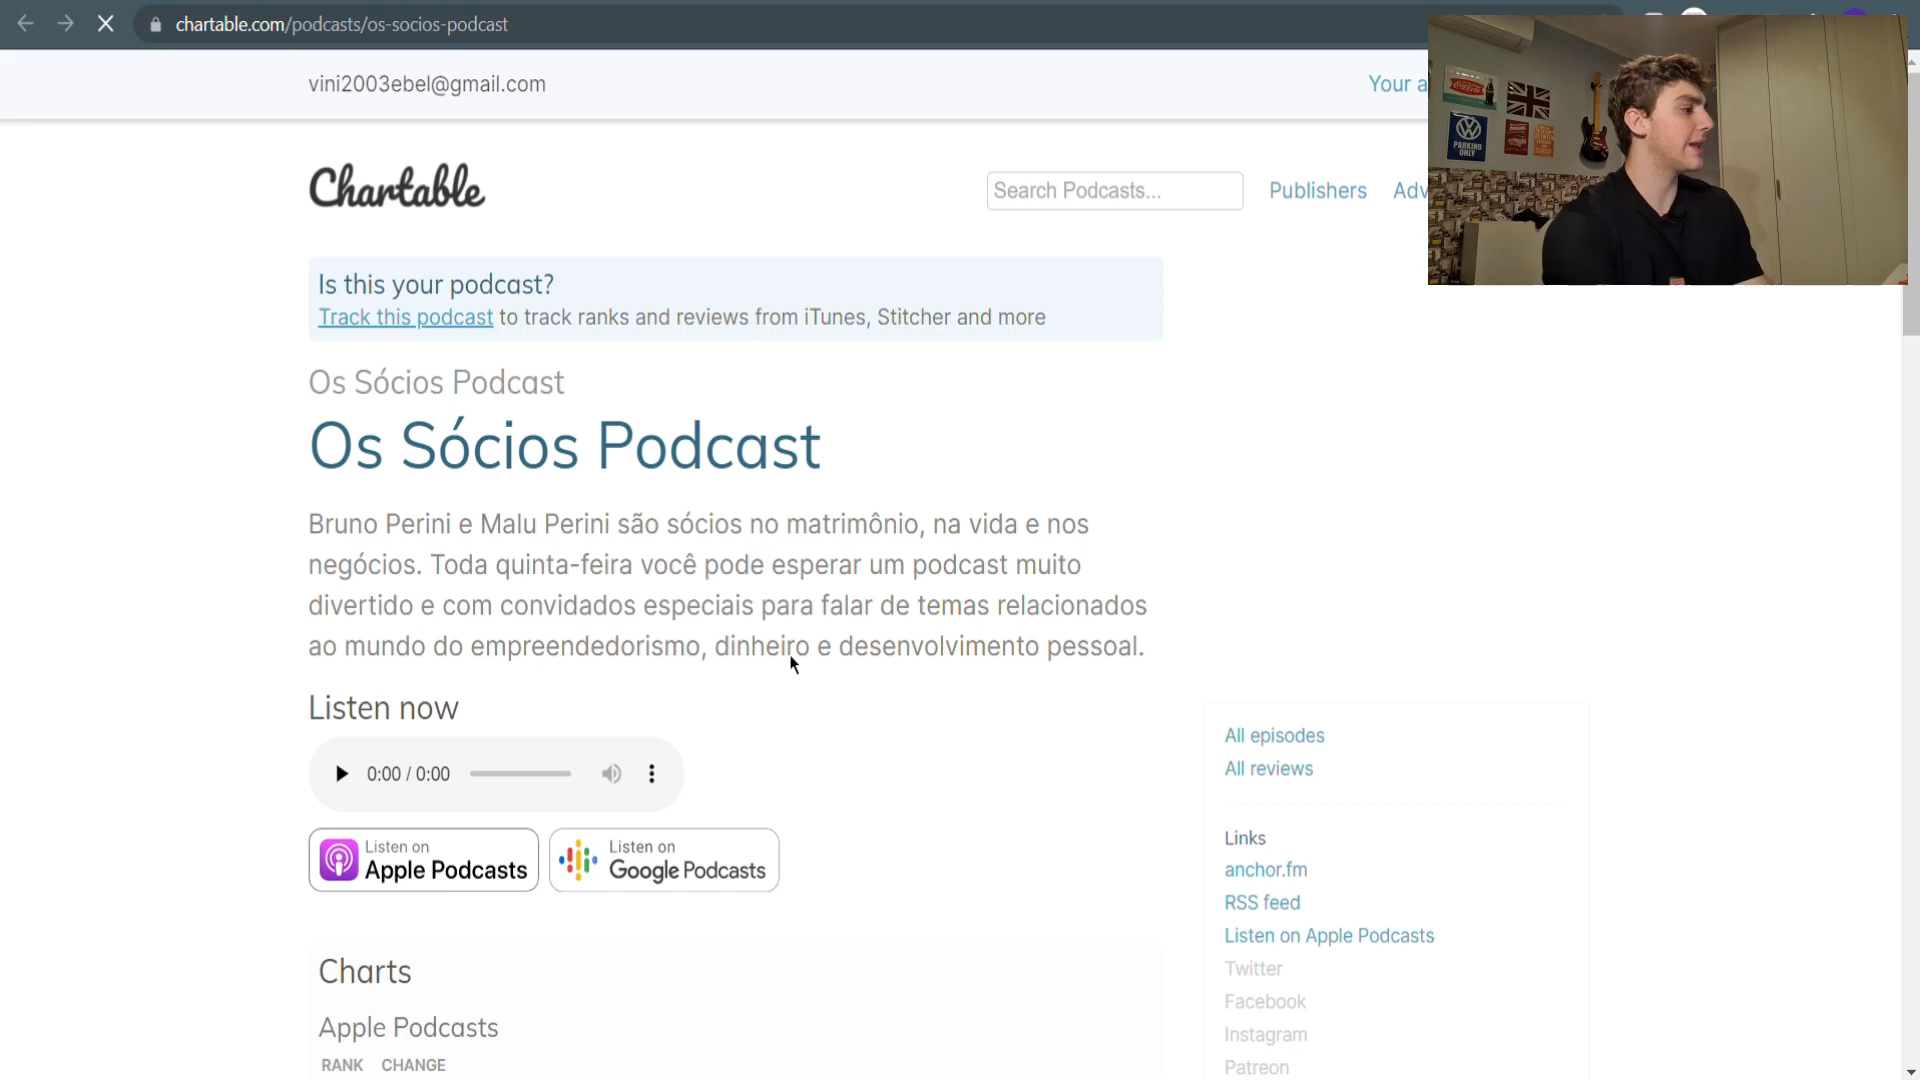 chartable.com/podcasts/os-socios-podcast
vini2003ebel@gmail.com
Your a
Chartable
Search Podcasts...
Publishers
Adv
Coca-Cola
PARKING
ONLY
Is this your podcast?
Track this podcast to track ranks and reviews from iTunes, Stitcher and more
Os Sócios Podcast
Os Sócios Podcast
Bruno Perini e Malu Perini são sócios no matrimônio, na vida e nos
negócios. Toda quinta-feira você pode esperar um podcast muito
divertido e com convidados especiais para falar de temas relacionados
ao mundo do empreendedorismo, dinheiro e desenvolvimento pessoal.
Listen now
0:00 / 0:00
Listen on
Apple Podcasts
Listen on
Google Podcasts
All episodes
All reviews
Links
anchor.fm
RSS feed
Listen on Apple Podcasts
Twitter
Facebook
Instagram
Patreon
Charts
Apple Podcasts
RANK CHANGE